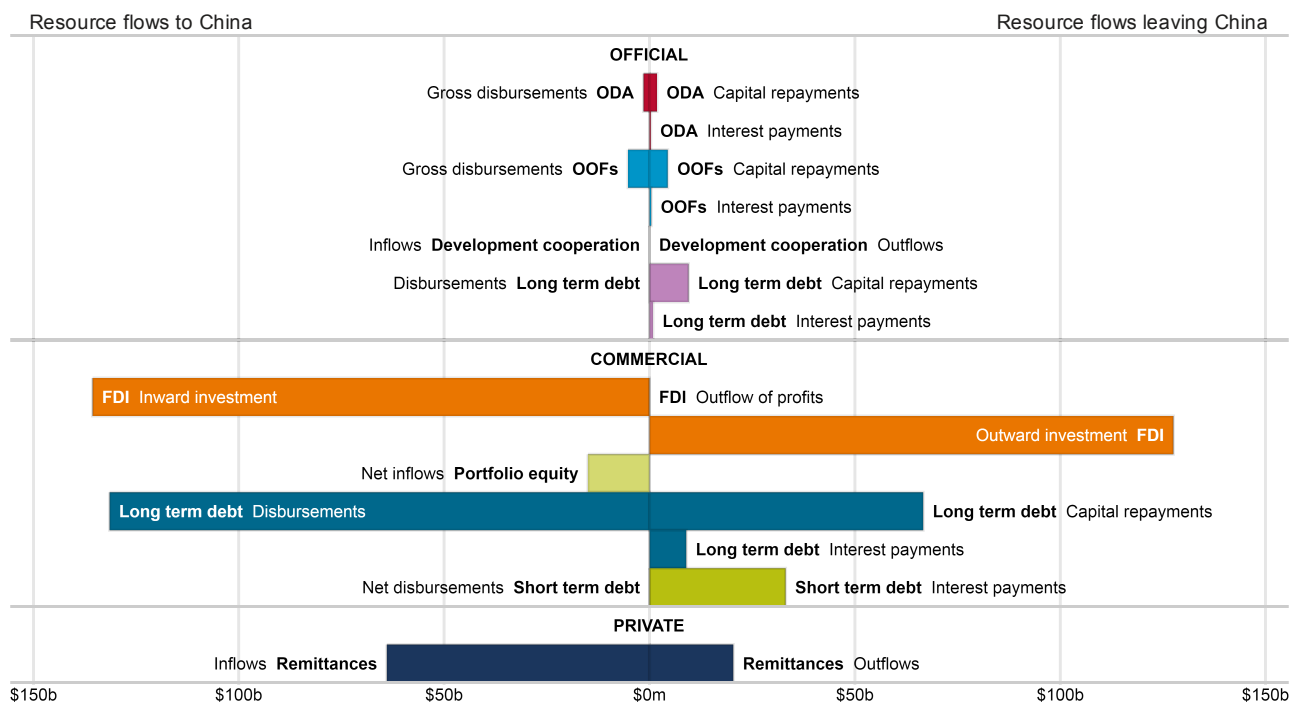 Resource flows to China Resource flows leaving China
OFFICIAL
Gross disbursements ODA ODA Capital repayments
ODA Interest payments
Gross disbursements OOFs OOFs Capital repayments
OOFs Interest payments
Inflows Development cooperation Development cooperation Outflows
Disbursements Long term debt Long term debt Capital repayments
Long term debt Interest payments
COMMERCIAL
FDI Inward investment FDI Outflow of profits
Outward investment FDI
Net inflows Portfolio equity
Long term debt Disbursements Long term debt Capital repayments
Long term debt Interest payments
Net disbursements Short term debt Short term debt Interest payments
PRIVATE
Inflows Remittances Remittances Outflows
$150b $100b $50b $0m $50b $100b $150b